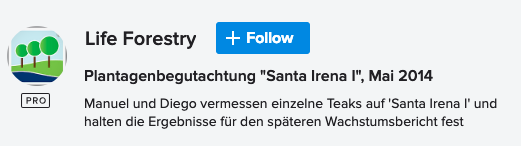 Life Forestry
+ Follow
PRO
Plantagenbegutachtung "Santa Irena I", Mai 2014
Manuel und Diego vermessen einzelne Teaks auf 'Santa Irena I' und
halten die Ergebnisse für den späteren Wachstumsbericht fest